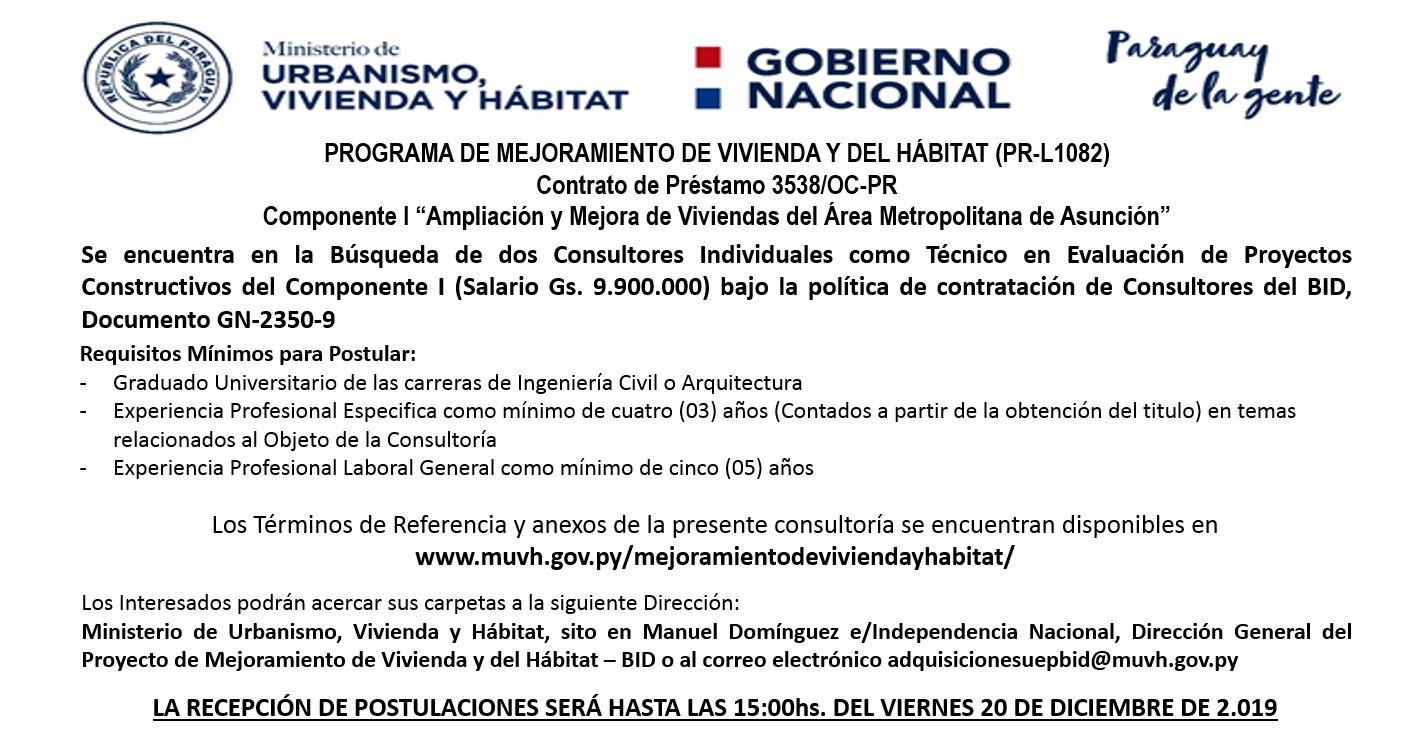 REPUBLICA DEL PARAGUAY
Ministerio de
URBANISMO,
VIVIENDA Y HÁBITAT
GOBIERNO
NACIONAL
Paraguay
de la gente
PROGRAMA DE MEJORAMIENTO DE VIVIENDA Y DEL HÁBITAT (PR-L1082)
Contrato de Préstamo 3538/OC-PR
Componente I “Ampliación y Mejora de Viviendas del Área Metropolitana de Asunción”
Se encuentra en la Búsqueda de dos Consultores Individuales como Técnico en Evaluación de Proyectos
Constructivos del Componente I (Salario Gs. 9.900.000) bajo la política de contratación de Consultores del BID,
Documento GN-2350-9
Requisitos Mínimos para Postular:
- Graduado Universitario de las carreras de Ingeniería Civil o Arquitectura
- Experiencia Profesional Especifica como mínimo de cuatro (03) años (Contados a partir de la obtención del titulo) en temas
relacionados al Objeto de la Consultoría
- Experiencia Profesional Laboral General como mínimo de cinco (05) años
Los Términos de Referencia y anexos de la presente consultoría se encuentran disponibles en
www.muvh.gov.py/mejoramientodeviviendayhabitat/
Los Interesados podrán acercar sus carpetas a la siguiente Dirección:
Ministerio de Urbanismo, Vivienda y Hábitat, sito en Manuel Domínguez e/Independencia Nacional, Dirección General del
Proyecto de Mejoramiento de Vivienda y del Hábitat – BID o al correo electrónico adquisicionesuepbid@muvh.gov.py
LA RECEPCIÓN DE POSTULACIONES SERÁ HASTA LAS 15:00hs. DEL VIERNES 20 DE DICIEMBRE DE 2.019